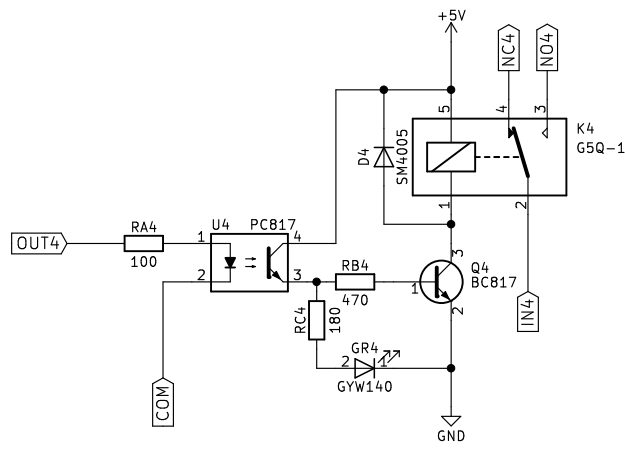 +5V
NC4
NO4
5
4
3
K4
G5Q-1
D4
SM4005
1
2
OUT4
RA4
100
U4
PC817
1
4
2
3
RB4
470
3
Q4
BC817
1
2
RC4
180
IN4
GR4
2
1
GYW140
COM
GND